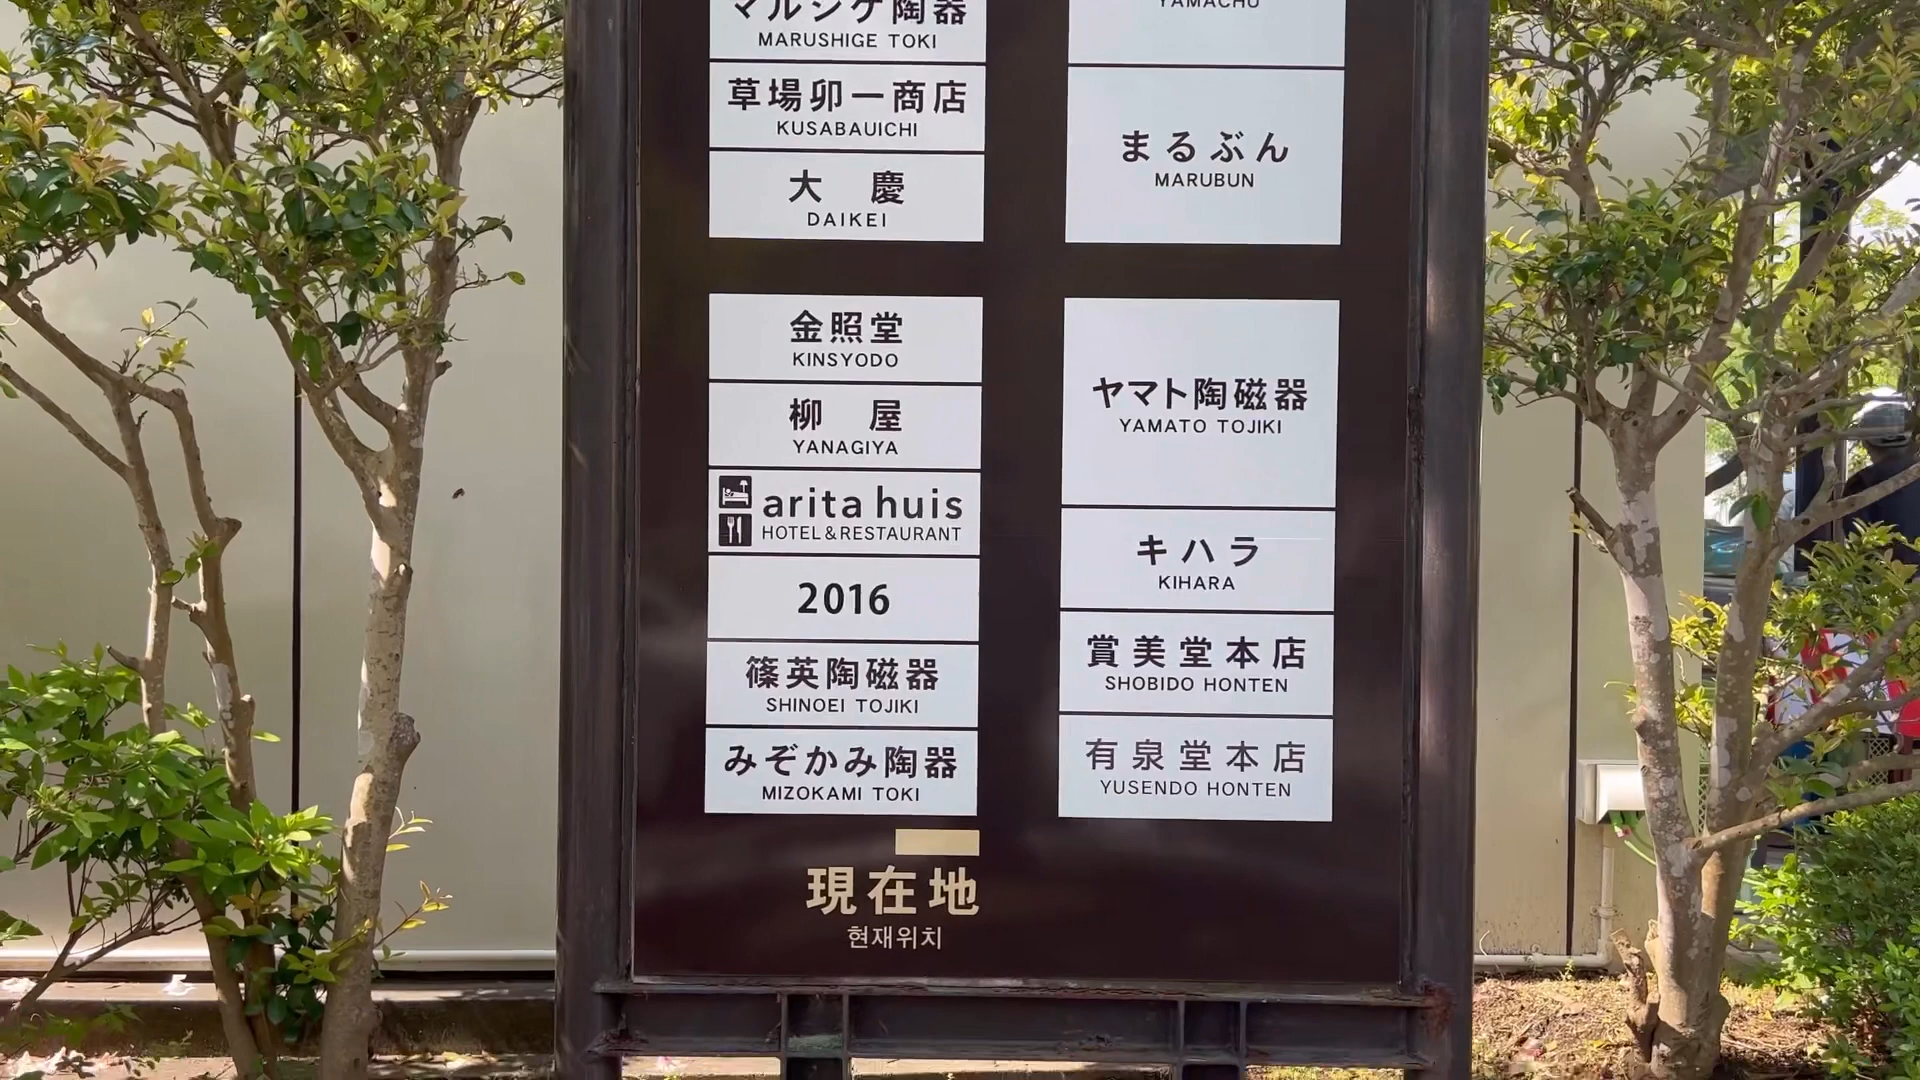 マルシゲ陶器
MARUSHIGE TOKI
草場卯一商店
KUSABAUICHI
大 慶
DAIKEI
金照堂
KINSYODO
柳 屋
YANAGIYA
arita huis
HOTEL&RESTAURANT
2016
篠英陶磁器
SHINOEI TOJIKI
みぞかみ陶器
MIZOKAMI TOKI
YAMACHU
まるぶん
MARUBUN
ヤマト陶磁器
YAMATO TOJIKI
キハラ
KIHARA
賞美堂本店
SHOBIDO HONTEN
有泉堂本店
YUSENDO HONTEN
現在地
현재위치